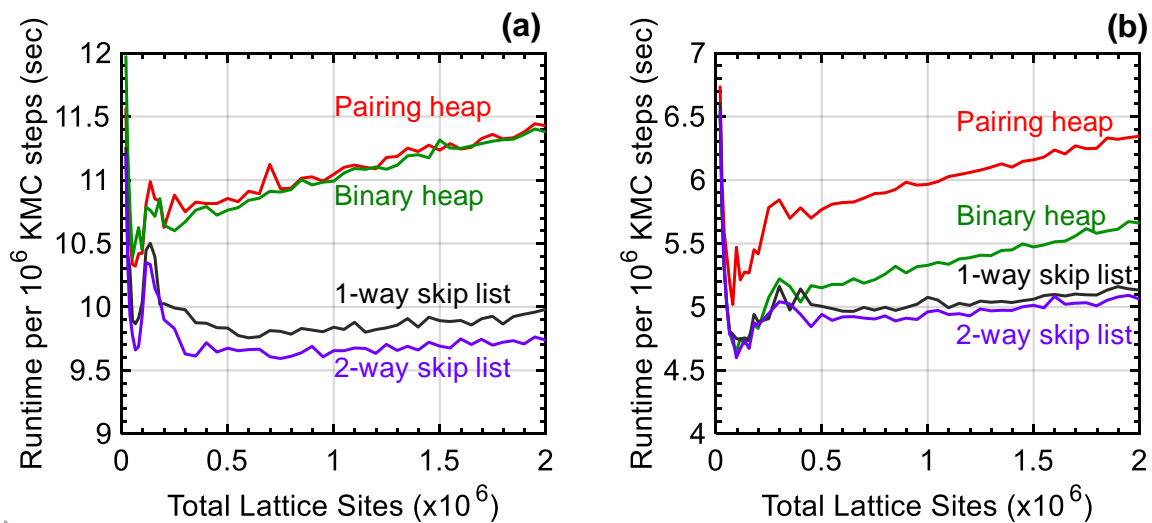 (a)
Runtime per 10^6 KMC steps (sec)
12
11.5
11
10.5
10
9.5
9
Pairing heap
Binary heap
1-way skip list
2-way skip list
0
0.5
1
1.5
2
Total Lattice Sites (x10^6)
(b)
Runtime per 10^6 KMC steps (sec)
7
6.5
6
5.5
5
4.5
4
Pairing heap
Binary heap
1-way skip list
2-way skip list
0
0.5
1
1.5
2
Total Lattice Sites (x10^6)